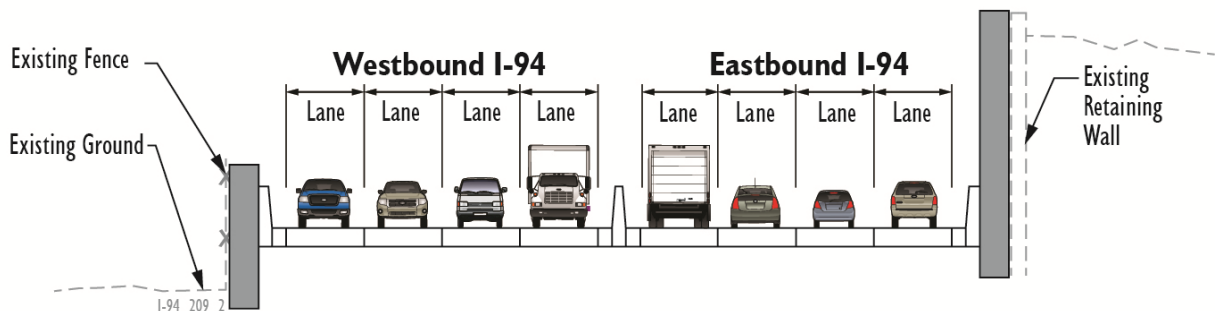 Existing Fence
Existing Ground
Westbound I-94
Lane Lane Lane Lane
Eastbound I-94
Lane Lane Lane Lane
Existing
Retaining
Wall
I-94 209 2